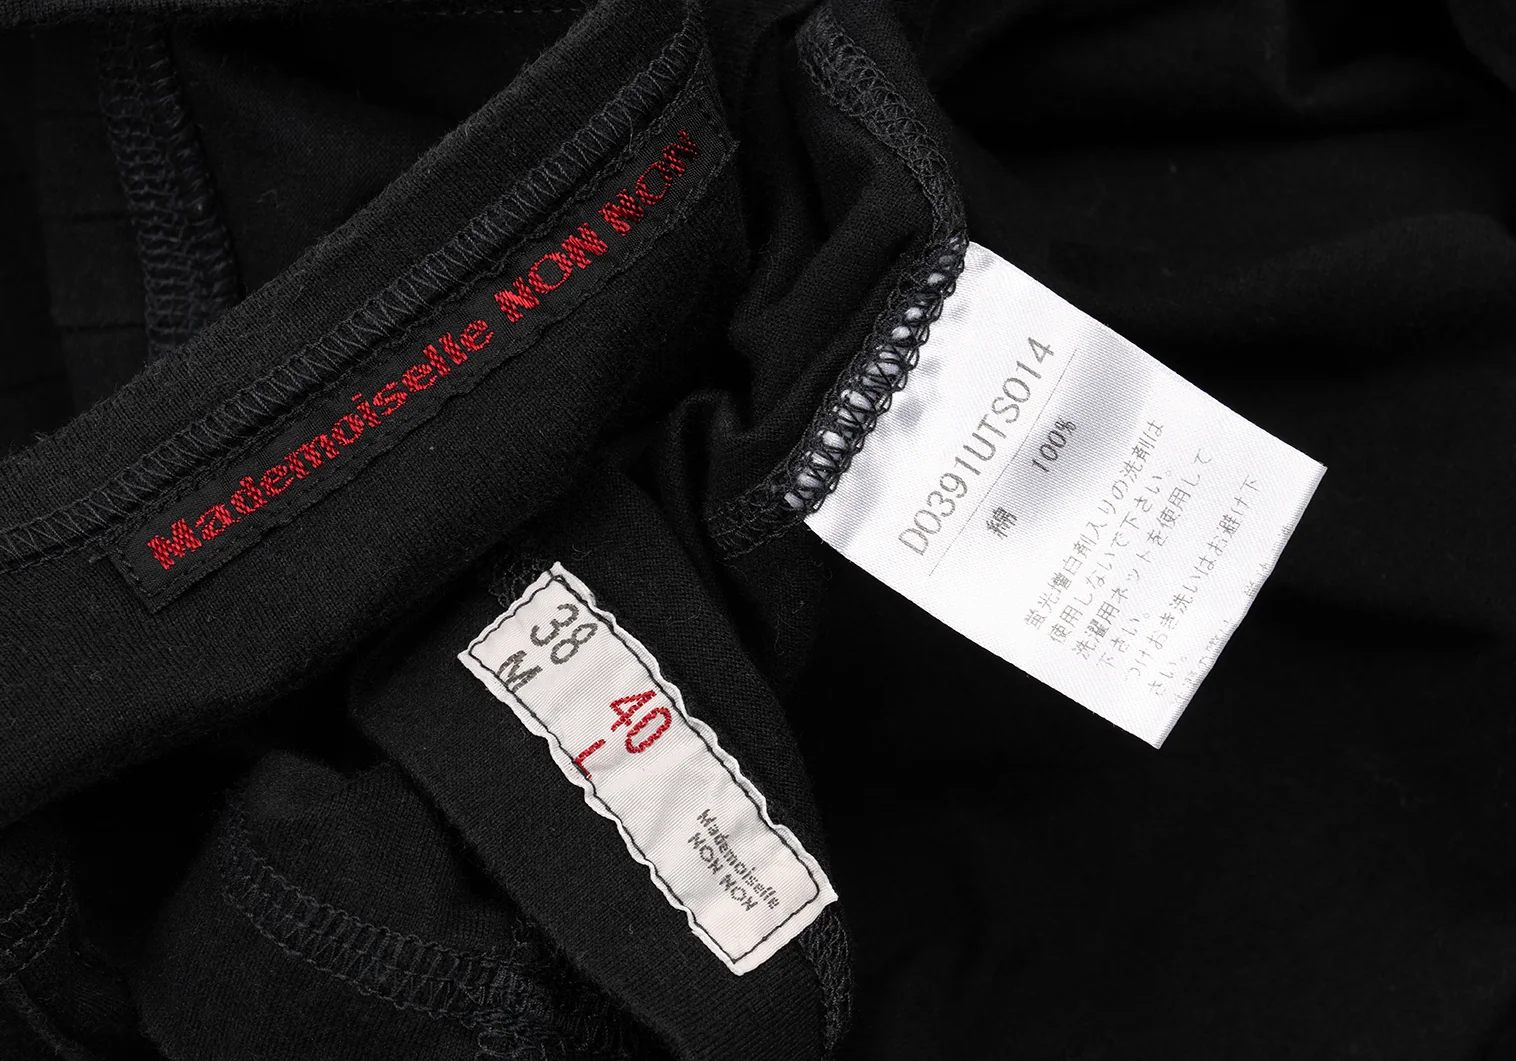 Mademoiselle NON NON
38
M
40
L
Mademoiselle
NON NON
D0391UTS014
綿 100%
蛍光増白剤入りの洗剤は
使用しないで下さい。
洗濯用ネットを使用して
下さい。
つけおき洗いはお避け下
さい。